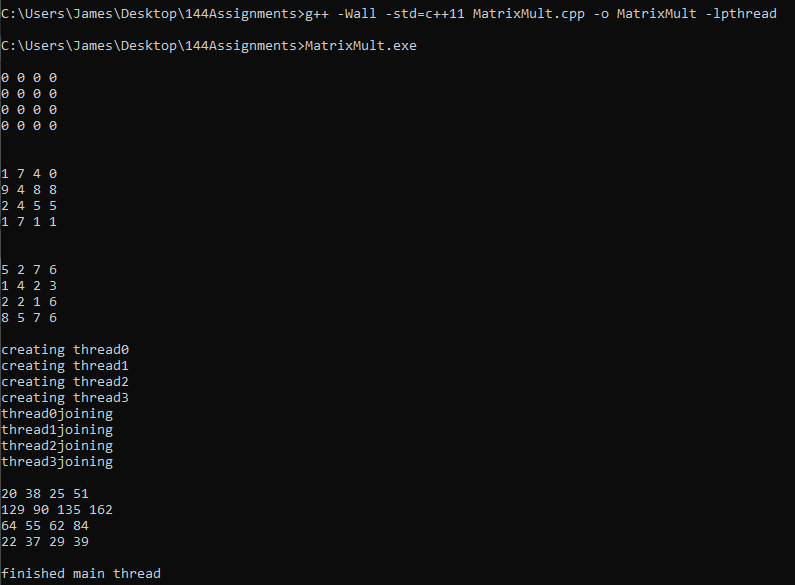 C:\Users\James\Desktop\144Assignments>g++ -Wall -std=c++11 MatrixMult.cpp -o MatrixMult -lpthread
C:\Users\James\Desktop\144Assignments>MatrixMult.exe
0 0 0 0
0 0 0 0
0 0 0 0
0 0 0 0
1 7 4 0
9 4 8 8
2 4 5 5
1 7 1 1
5 2 7 6
1 4 2 3
2 2 1 6
8 5 7 6
creating thread0
creating thread1
creating thread2
creating thread3
thread0joining
thread1joining
thread2joining
thread3joining
20 38 25 51
129 90 135 162
64 55 62 84
22 37 29 39
finished main thread